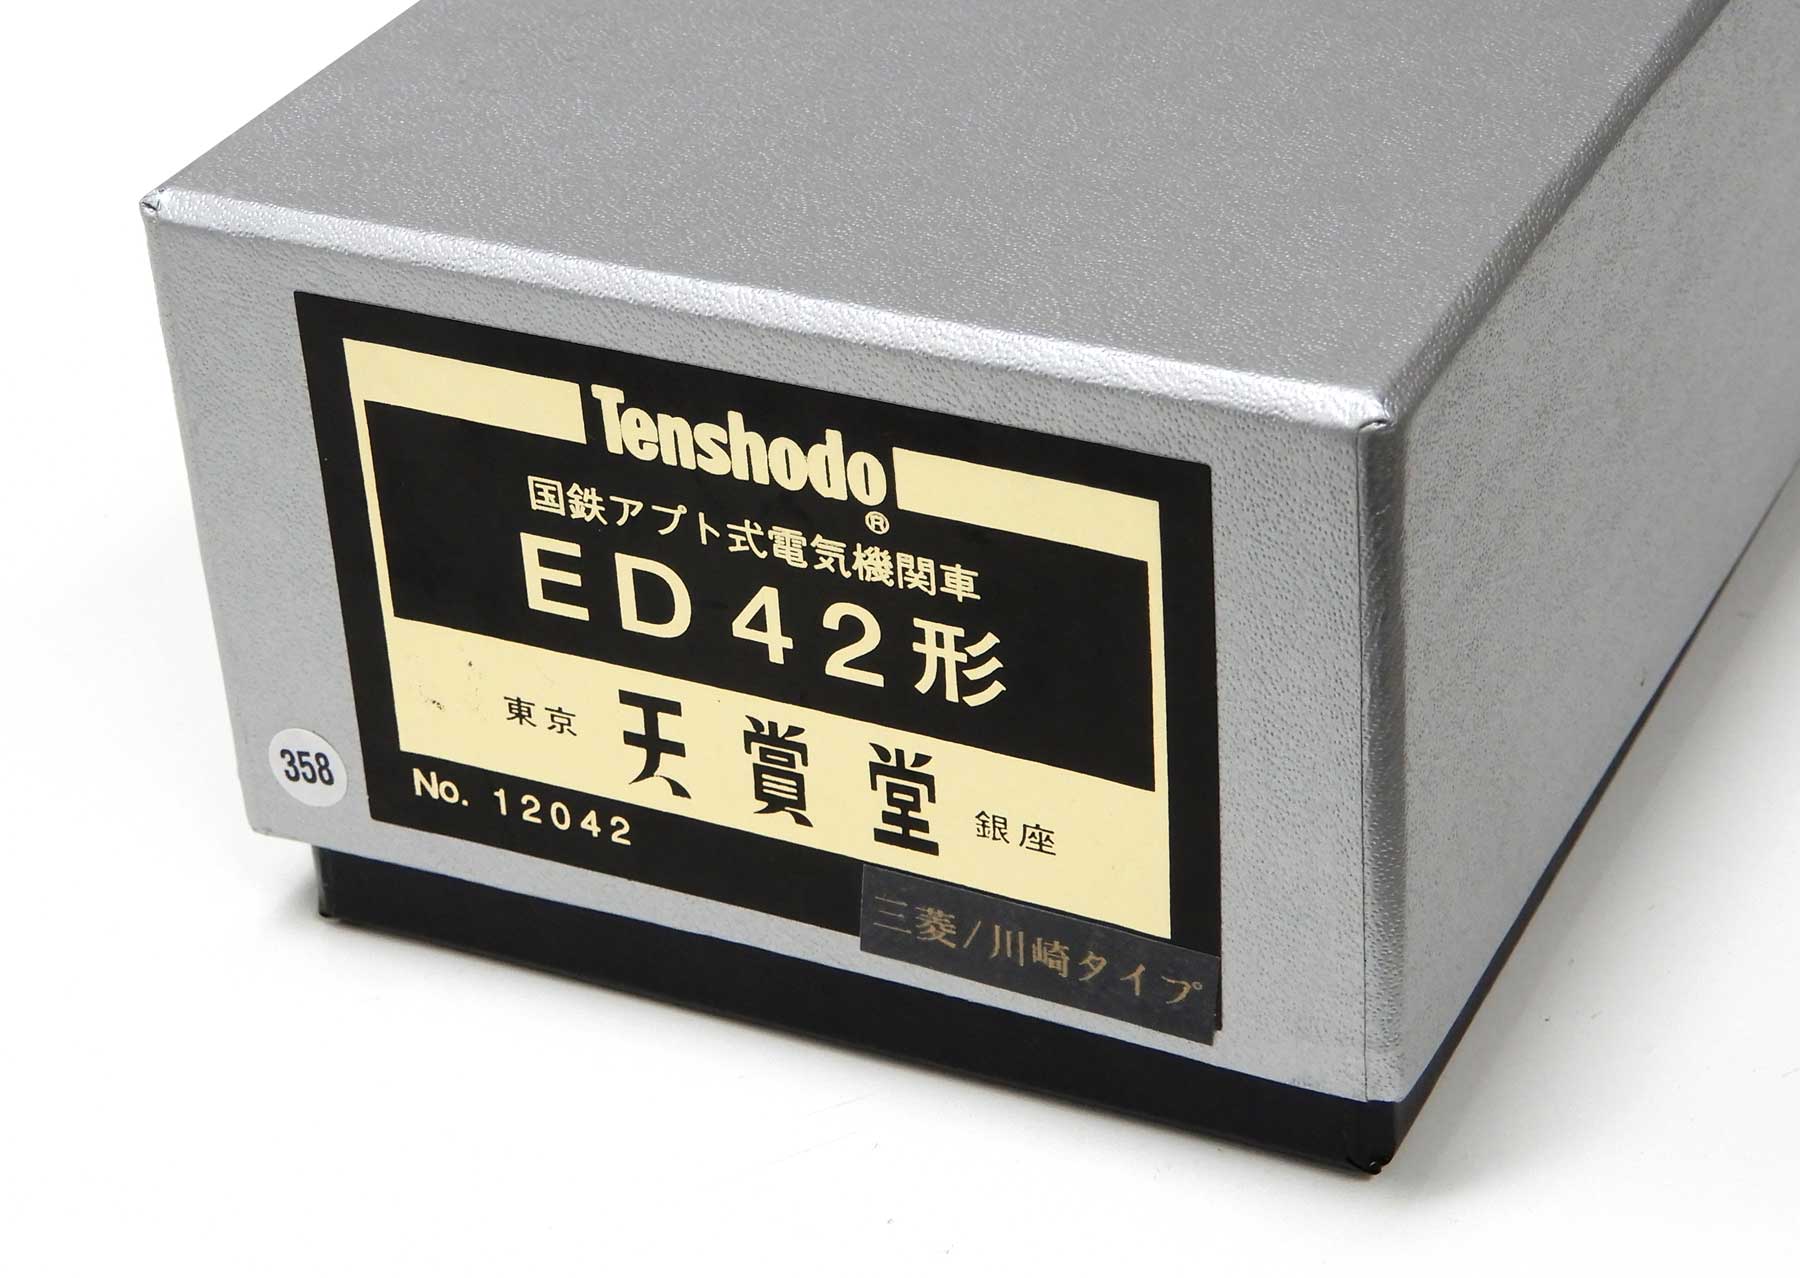 Tenshodo
®
国鉄アプト式電気機関車
ED42形
東京 天賞堂 銀座
358
No. 12042
三菱/川崎タイプ